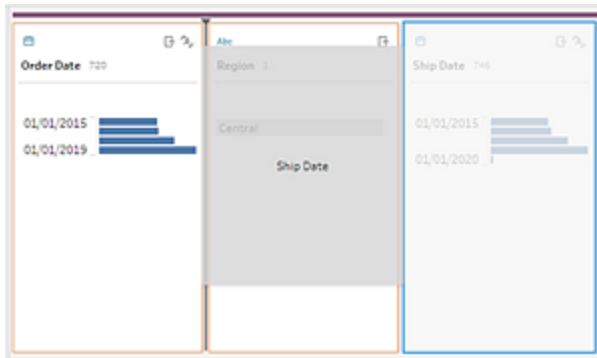 Order Date 720
01/01/2015
01/01/2019
Abc
Region 1
Central
Ship Date
Ship Date 746
01/01/2015
01/01/2020